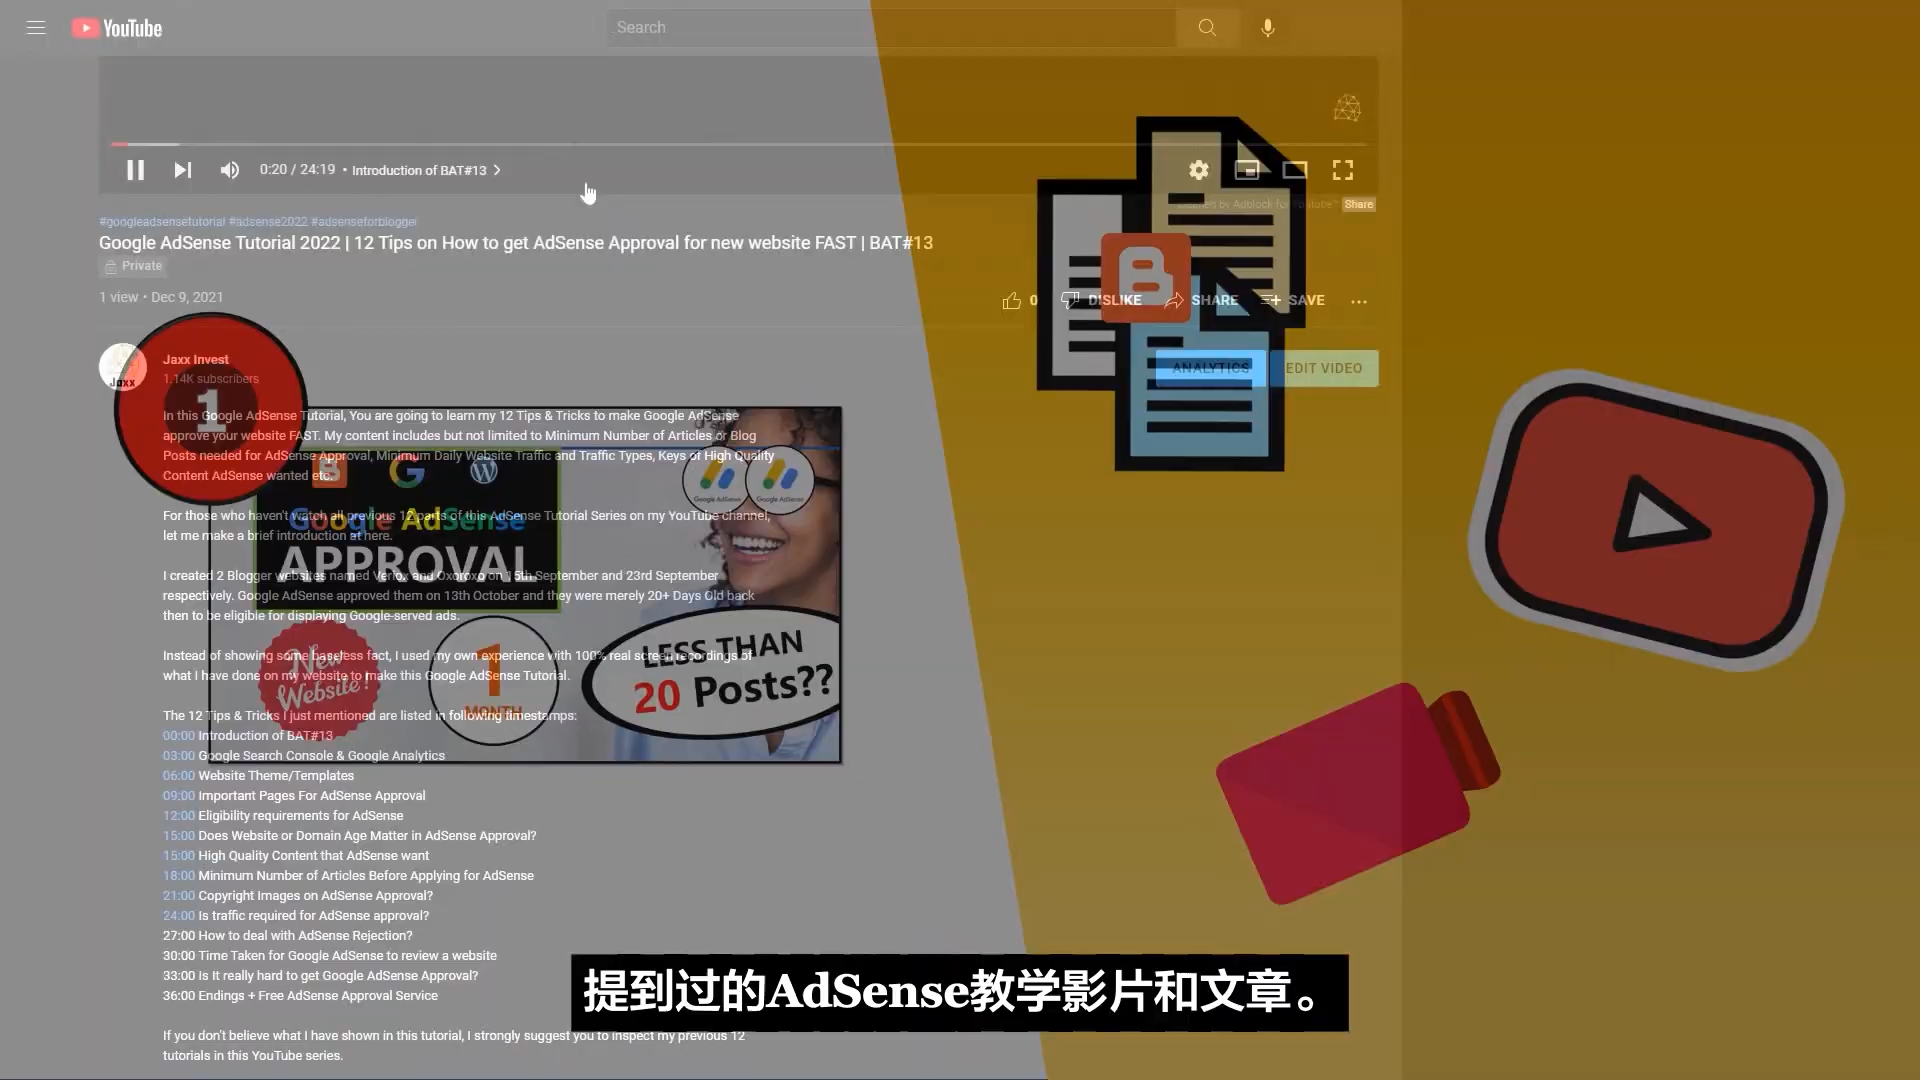 YouTube
Search
0:20 / 24:19 • Introduction of BAT#13
#googleadsensetutorial #adsense2022 #adsenseforblogger
Share
Google AdSense Tutorial 2022 | 12 Tips on How to get AdSense Approval for new website FAST | BAT#13
Private
1 view • Dec 9, 2021
0 DISLIKE SHARE SAVE
Jaxx Invest
1.14K subscribers
Jaxx
1
ANALYTICS
EDIT VIDEO
In this Google AdSense Tutorial, You are going to learn my 12 Tips & Tricks to make Google AdSense
approve your website FAST. My content includes but not limited to Minimum Number of Articles or Blog
Posts needed for AdSense Approval, Minimum Daily Website Traffic and Traffic Types, Keys of High Quality
Content AdSense wanted etc.
Google AdSense
Google AdSense
For those who haven't watch all previous 12 parts of this AdSense Tutorial Series on my YouTube channel,
let me make a brief introduction at here.
Google AdSense
APPROVAL
I created 2 Blogger websites named Verlox and Oxoroxo on 15th September and 23rd September
respectively. Google AdSense approved them on 13th October and they were merely 20+ Days Old back
then to be eligible for displaying Google-served ads.
Instead of showing some baseless fact, I used my own experience with 100% real screen recordings of
what I have done on my website to make this Google AdSense Tutorial.
New
Website!
1
MONTH
LESS THAN
20 Posts??
The 12 Tips & Tricks I just mentioned are listed in following timestamps:
00:00 Introduction of BAT#13
03:00 Google Search Console & Google Analytics
06:00 Website Theme/Templates
09:00 Important Pages For AdSense Approval
12:00 Eligibility requirements for AdSense
15:00 Does Website or Domain Age Matter in AdSense Approval?
15:00 High Quality Content that AdSense want
18:00 Minimum Number of Articles Before Applying for AdSense
21:00 Copyright Images on AdSense Approval?
24:00 Is traffic required for AdSense approval?
27:00 How to deal with AdSense Rejection?
30:00 Time Taken for Google AdSense to review a website
33:00 Is It really hard to get Google AdSense Approval?
36:00 Endings + Free AdSense Approval Service
提到过的AdSense教学影片和文章。
If you don't believe what I have shown in this tutorial, I strongly suggest you to inspect my previous 12
tutorials in this YouTube series.